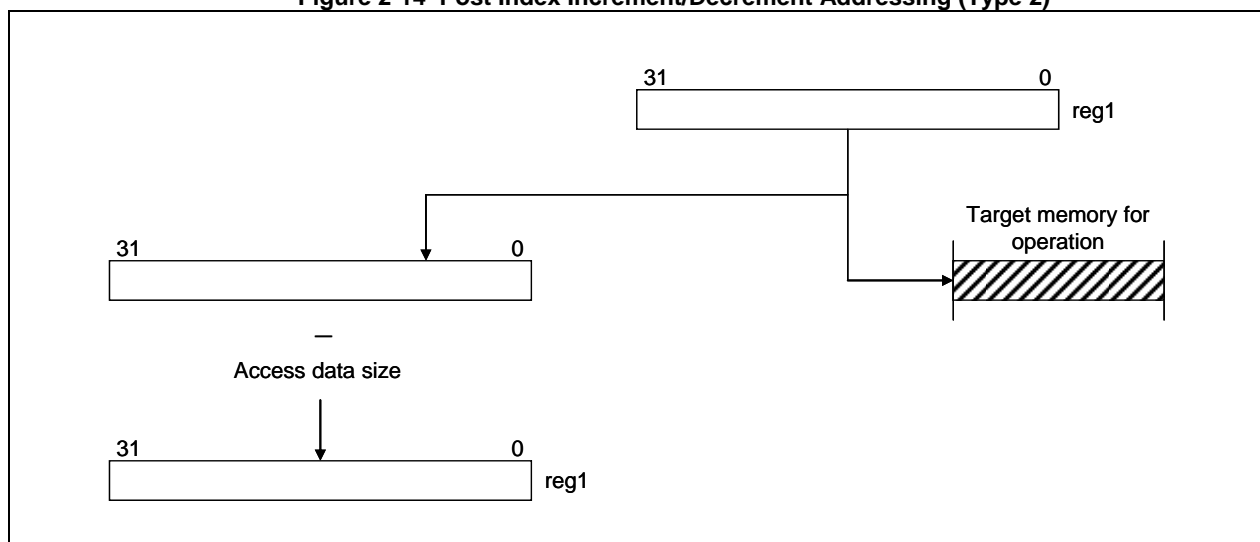 Figure 2-14 Post Index Increment/Decrement Addressing (Type 2)
31 0
reg1
Target memory for
operation
31 0
–
Access data size
31 0
reg1